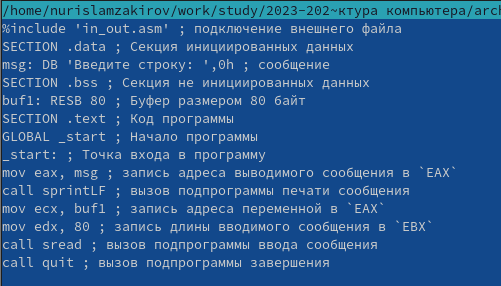 /home/nurislamzakirov/work/study/2023-202~ктура компьютера/arc
%include 'in_out.asm' ; подключение внешнего файла
SECTION .data ; Секция инициированных данных
msg: DB 'Введите строку: ',0h ; сообщение
SECTION .bss ; Секция не инициированных данных
buf1: RESB 80 ; Буфер размером 80 байт
SECTION .text ; Код программы
GLOBAL _start ; Начало программы
_start: ; Точка входа в программу
mov eax, msg ; запись адреса выводимого сообщения в `EAX`
call sprintLF ; вызов подпрограммы печати сообщения
mov ecx, buf1 ; запись адреса переменной в `EAX`
mov edx, 80 ; запись длины вводимого сообщения в `EBX`
call sread ; вызов подпрограммы ввода сообщения
call quit ; вызов подпрограммы завершения